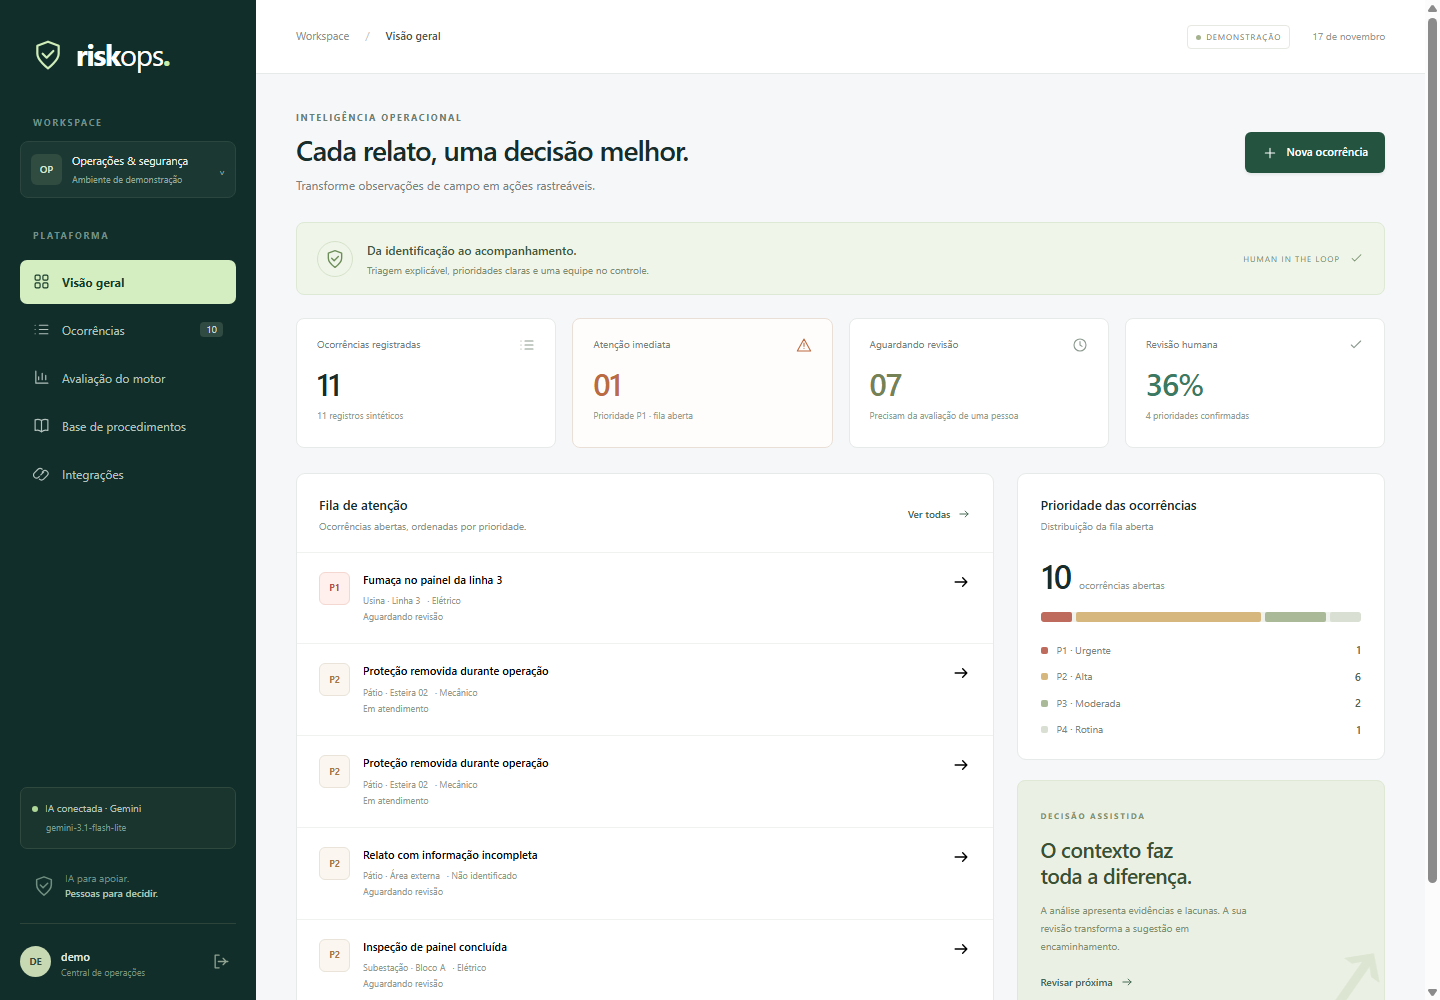 riskops.
WORKSPACE
OP
Operações & segurança
Ambiente de demonstração
PLATAFORMA
Visão geral
Ocorrências 10
Avaliação do motor
Base de procedimentos
Integrações
IA conectada · Gemini
gemini-3.1-flash-lite
IA para apoiar.
Pessoas para decidir.
DE
demo
Central de operações
Workspace / Visão geral
DEMONSTRAÇÃO
17 de novembro
INTELIGÊNCIA OPERACIONAL
Cada relato, uma decisão melhor.
Transforme observações de campo em ações rastreáveis.
+ Nova ocorrência
Da identificação ao acompanhamento.
Triagem explicável, prioridades claras e uma equipe no controle.
HUMAN IN THE LOOP
Ocorrências registradas
11
11 registros sintéticos
Atenção imediata
01
Prioridade P1 · fila aberta
Aguardando revisão
07
Precisam da avaliação de uma pessoa
Revisão humana
36%
4 prioridades confirmadas
Fila de atenção
Ocorrências abertas, ordenadas por prioridade.
Ver todas →
P1
Fumaça no painel da linha 3
Usina · Linha 3 · Elétrico
Aguardando revisão
P2
Proteção removida durante operação
Pátio · Esteira 02 · Mecânico
Em atendimento
P2
Proteção removida durante operação
Pátio · Esteira 02 · Mecânico
Em atendimento
P2
Relato com informação incompleta
Pátio · Área externa · Não identificado
Aguardando revisão
P2
Inspeção de painel concluída
Subestação · Bloco A · Elétrico
Aguardando revisão
Prioridade das ocorrências
Distribuição da fila aberta
10 ocorrências abertas
P1 · Urgente 1
P2 · Alta 6
P3 · Moderada 2
P4 · Rotina 1
DECISÃO ASSISTIDA
O contexto faz
toda a diferença.
A análise apresenta evidências e lacunas. A sua
revisão transforma a sugestão em
encaminhamento.
Revisar próxima →